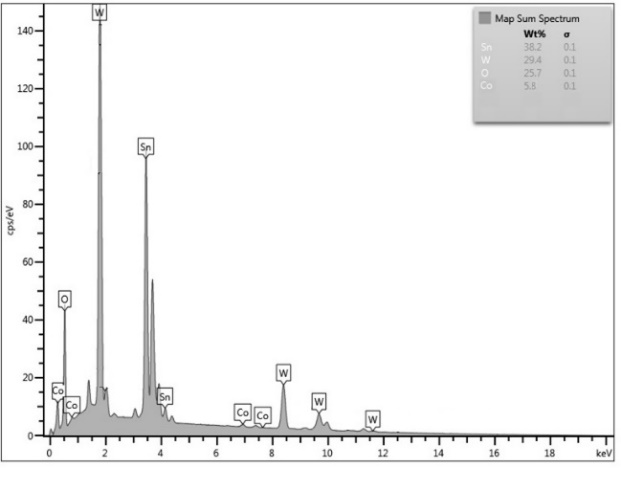 Map Sum Spectrum
Wt% σ
Sn 38.2 0.1
W 29.4 0.1
O 25.7 0.1
Co 5.8 0.1
W
140
120
Sn
100
80
cps/eV
60
O
40
W
20
Co
Sn
W
Co
Co
Co
W
0
0 2 4 6 8 10 12 14 16 18 keV